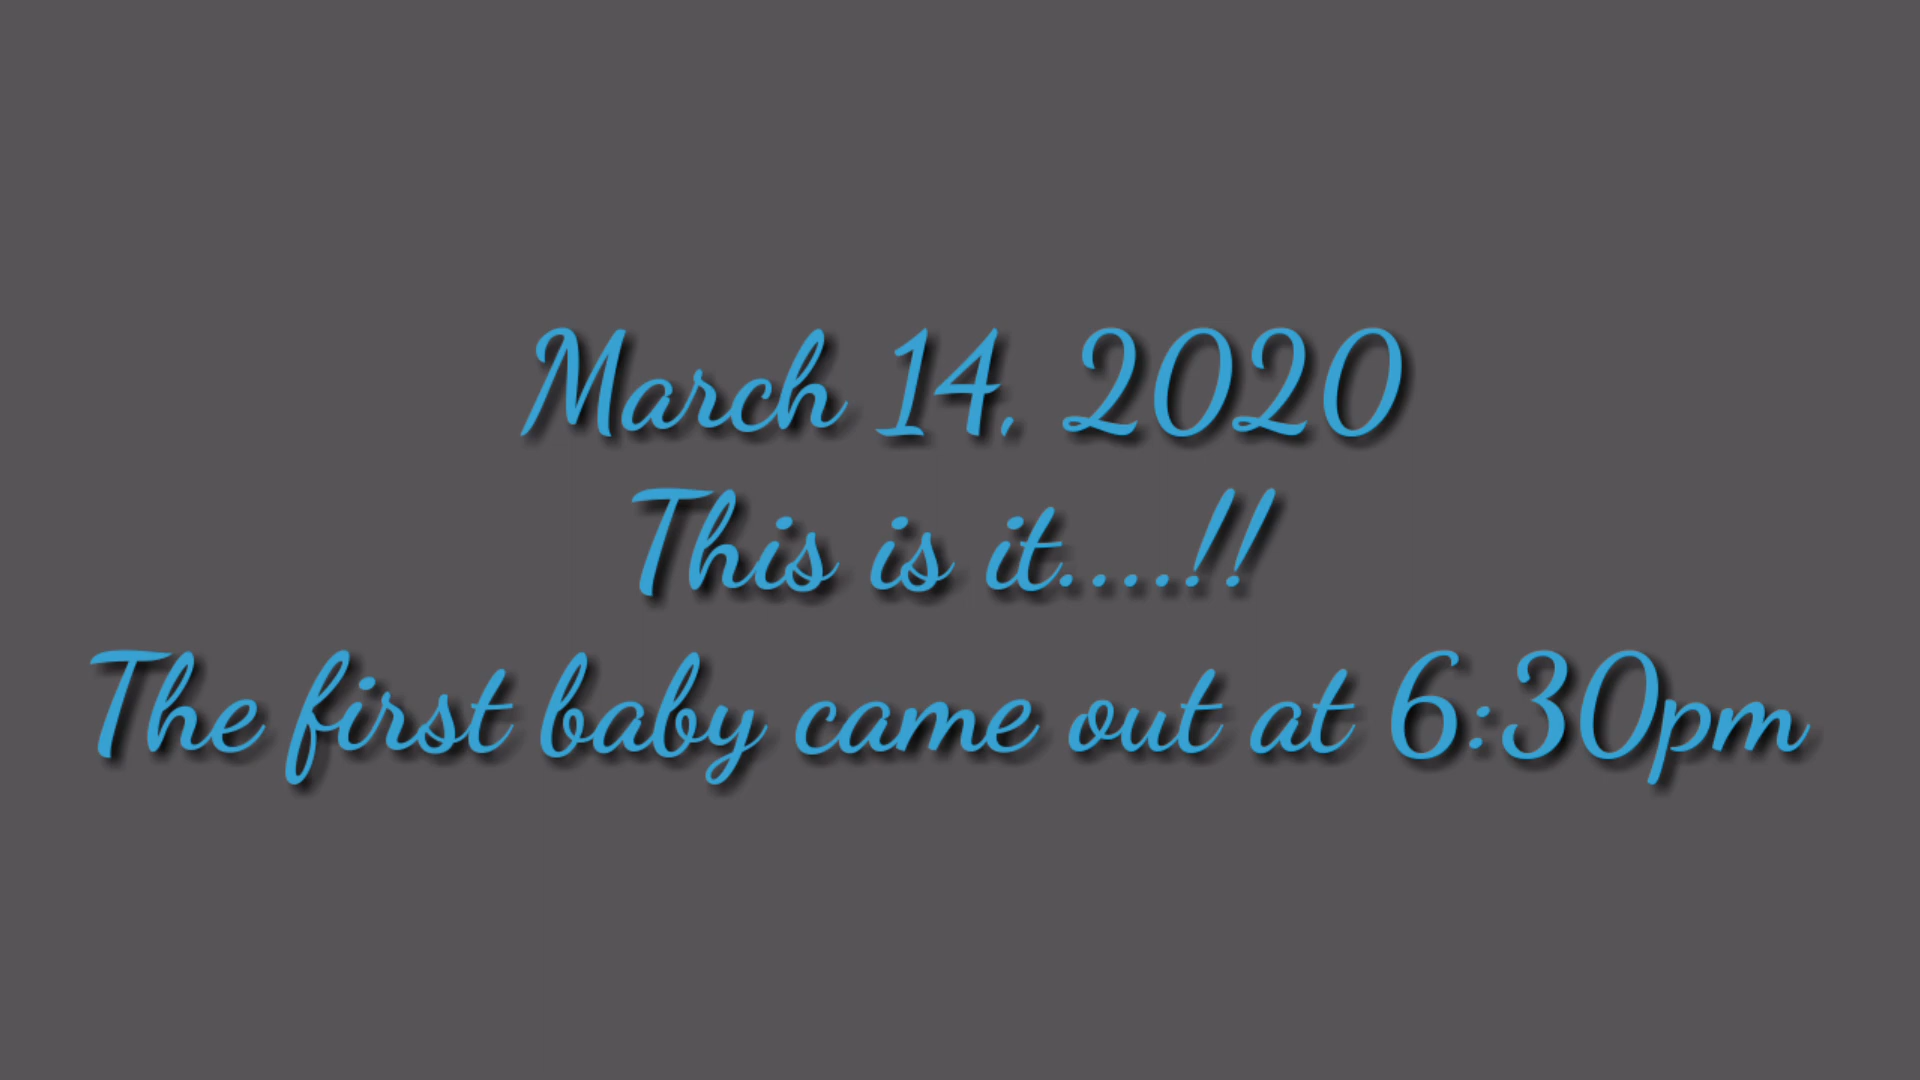 March 14, 2020
This is it....!!
The first baby came out at 6:30pm